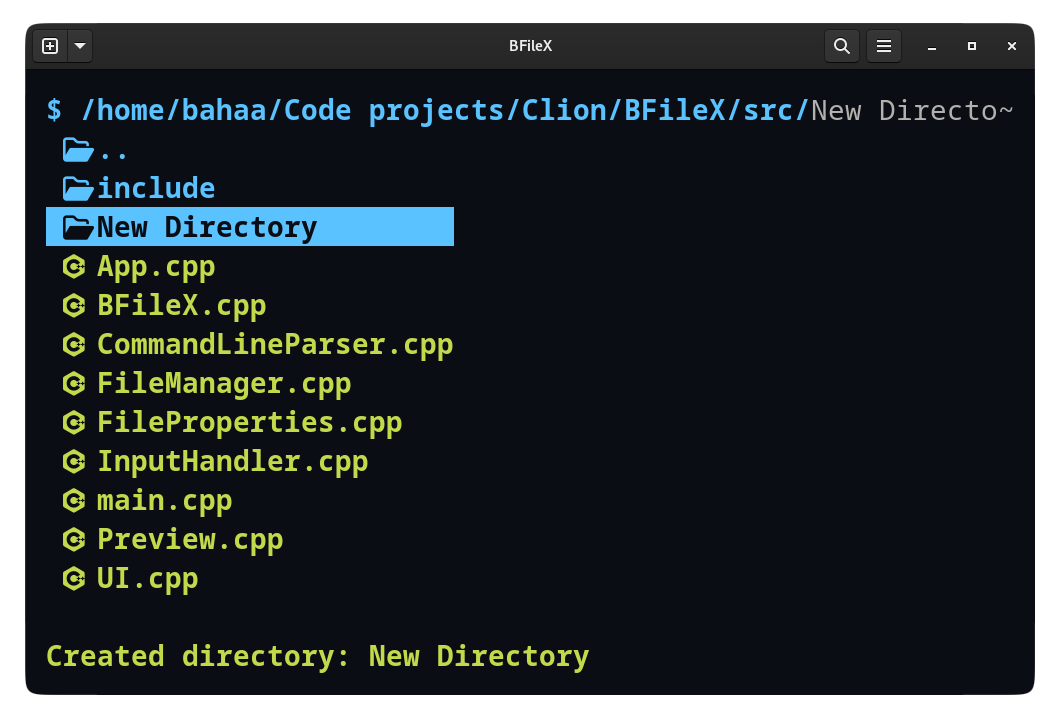 BFileX
$ /home/bahaa/Code projects/Clion/BFileX/src/New Directo~
..
include
New Directory
App.cpp
BFileX.cpp
CommandLineParser.cpp
FileManager.cpp
FileProperties.cpp
InputHandler.cpp
main.cpp
Preview.cpp
UI.cpp
Created directory: New Directory